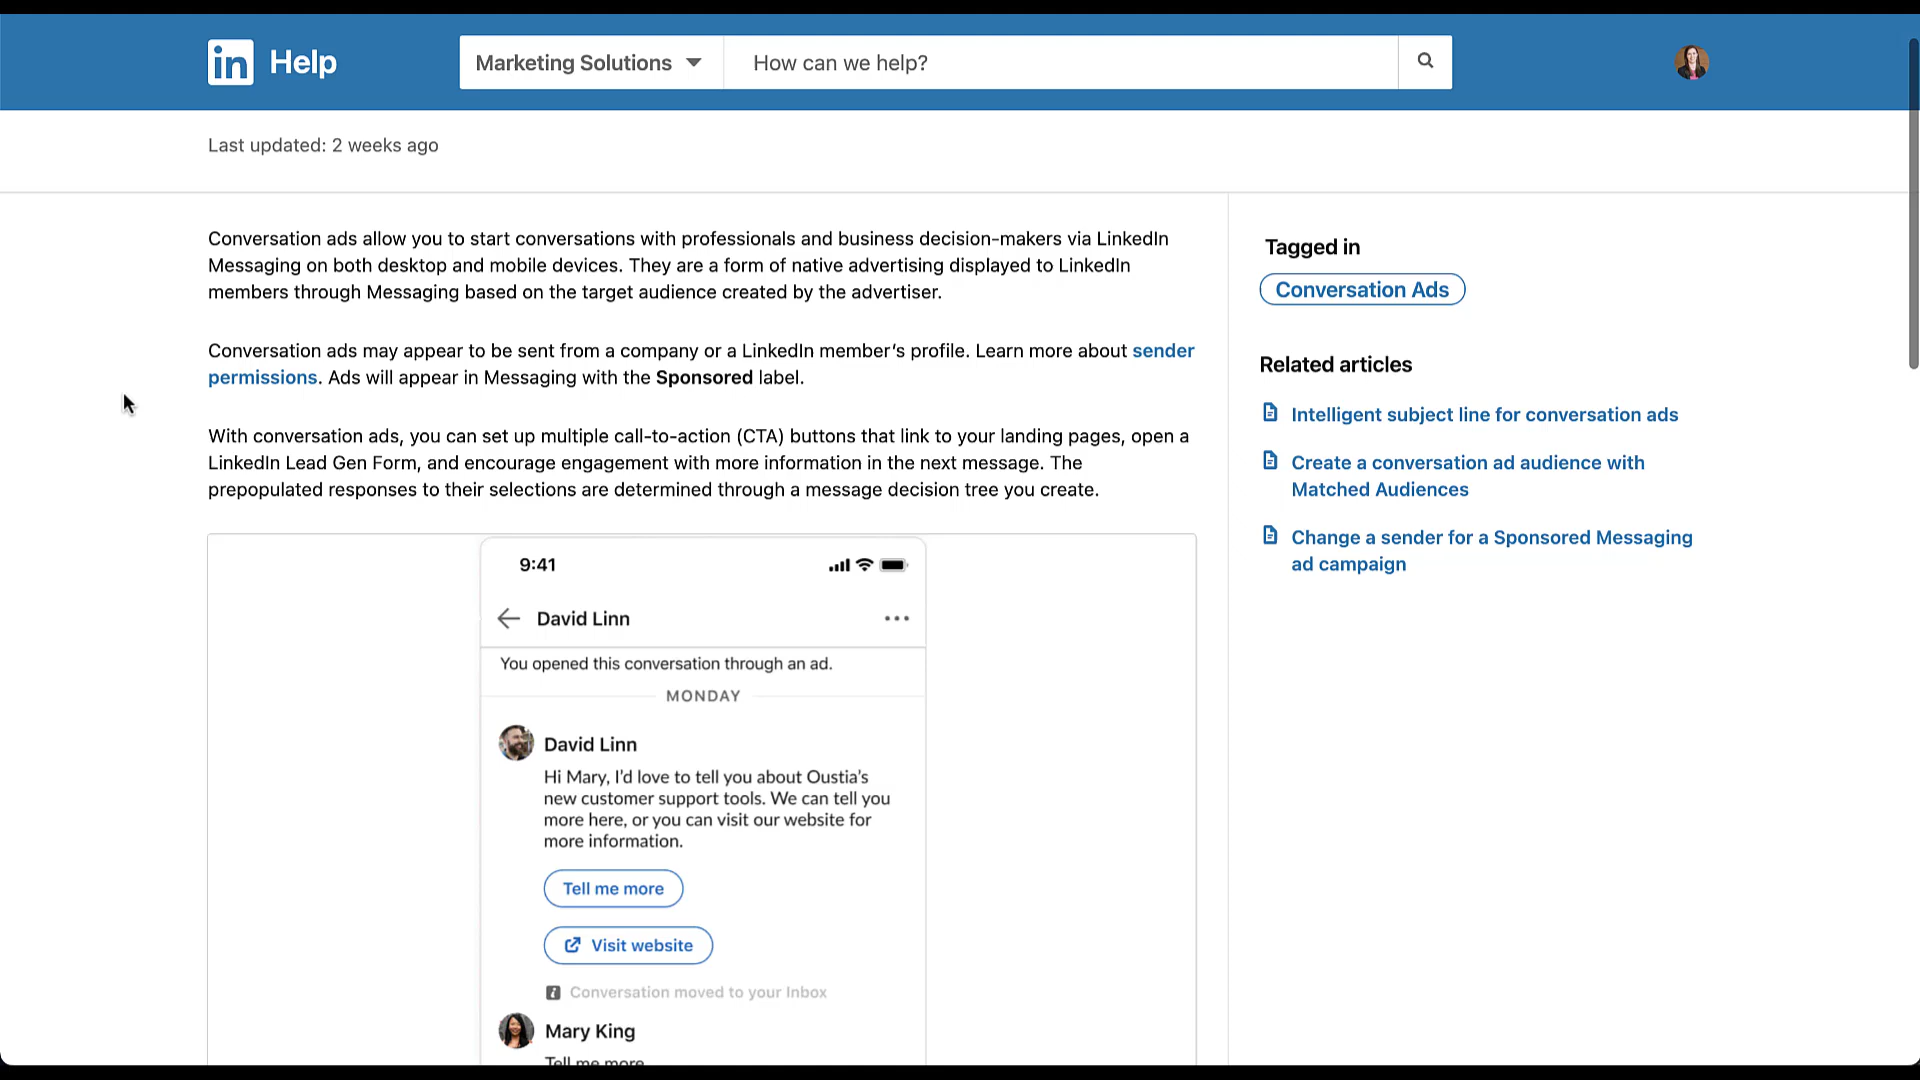 in Help
Marketing Solutions
How can we help?
Last updated: 2 weeks ago
Conversation ads allow you to start conversations with professionals and business decision-makers via LinkedIn
Messaging on both desktop and mobile devices. They are a form of native advertising displayed to LinkedIn
members through Messaging based on the target audience created by the advertiser.
Conversation ads may appear to be sent from a company or a LinkedIn member's profile. Learn more about sender
permissions. Ads will appear in Messaging with the Sponsored label.
With conversation ads, you can set up multiple call-to-action (CTA) buttons that link to your landing pages, open a
LinkedIn Lead Gen Form, and encourage engagement with more information in the next message. The
prepopulated responses to their selections are determined through a message decision tree you create.
9:41
David Linn
You opened this conversation through an ad.
MONDAY
David Linn
Hi Mary, I'd love to tell you about Oustia's
new customer support tools. We can tell you
more here, or you can visit our website for
more information.
Tell me more
Visit website
Conversation moved to your Inbox
Mary King
Tell me more
Tagged in
Conversation Ads
Related articles
Intelligent subject line for conversation ads
Create a conversation ad audience with
Matched Audiences
Change a sender for a Sponsored Messaging
ad campaign